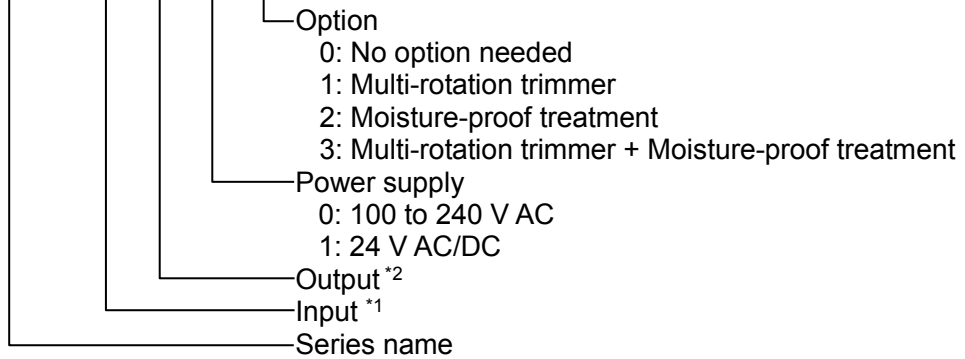 Option
0: No option needed
1: Multi-rotation trimmer
2: Moisture-proof treatment
3: Multi-rotation trimmer + Moisture-proof treatment
Power supply
0: 100 to 240 V AC
1: 24 V AC/DC
Output *2
Input *1
Series name